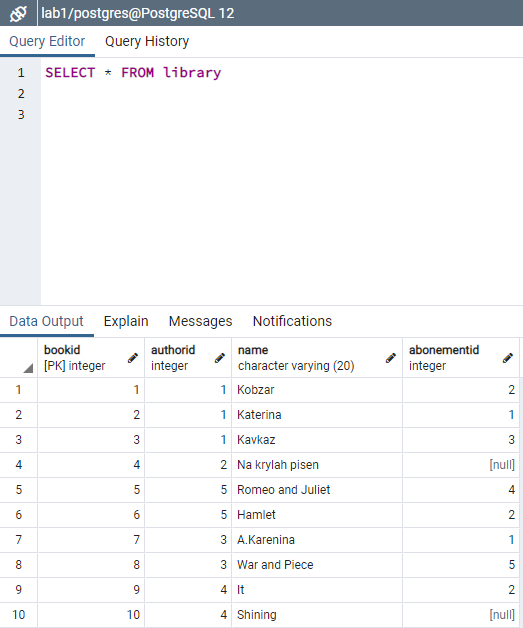 lab1/postgres@PostgreSQL 12
Query Editor Query History
1 SELECT * FROM library
2
3
Data Output Explain Messages Notifications
bookid authorid name abonementid
[PK] integer integer character varying (20) integer
1 1 1 Kobzar 2
2 2 1 Katerina 1
3 3 1 Kavkaz 3
4 4 2 Na krylah pisen [null]
5 5 5 Romeo and Juliet 4
6 6 5 Hamlet 2
7 7 3 A.Karenina 1
8 8 3 War and Piece 5
9 9 4 It 2
10 10 4 Shining [null]